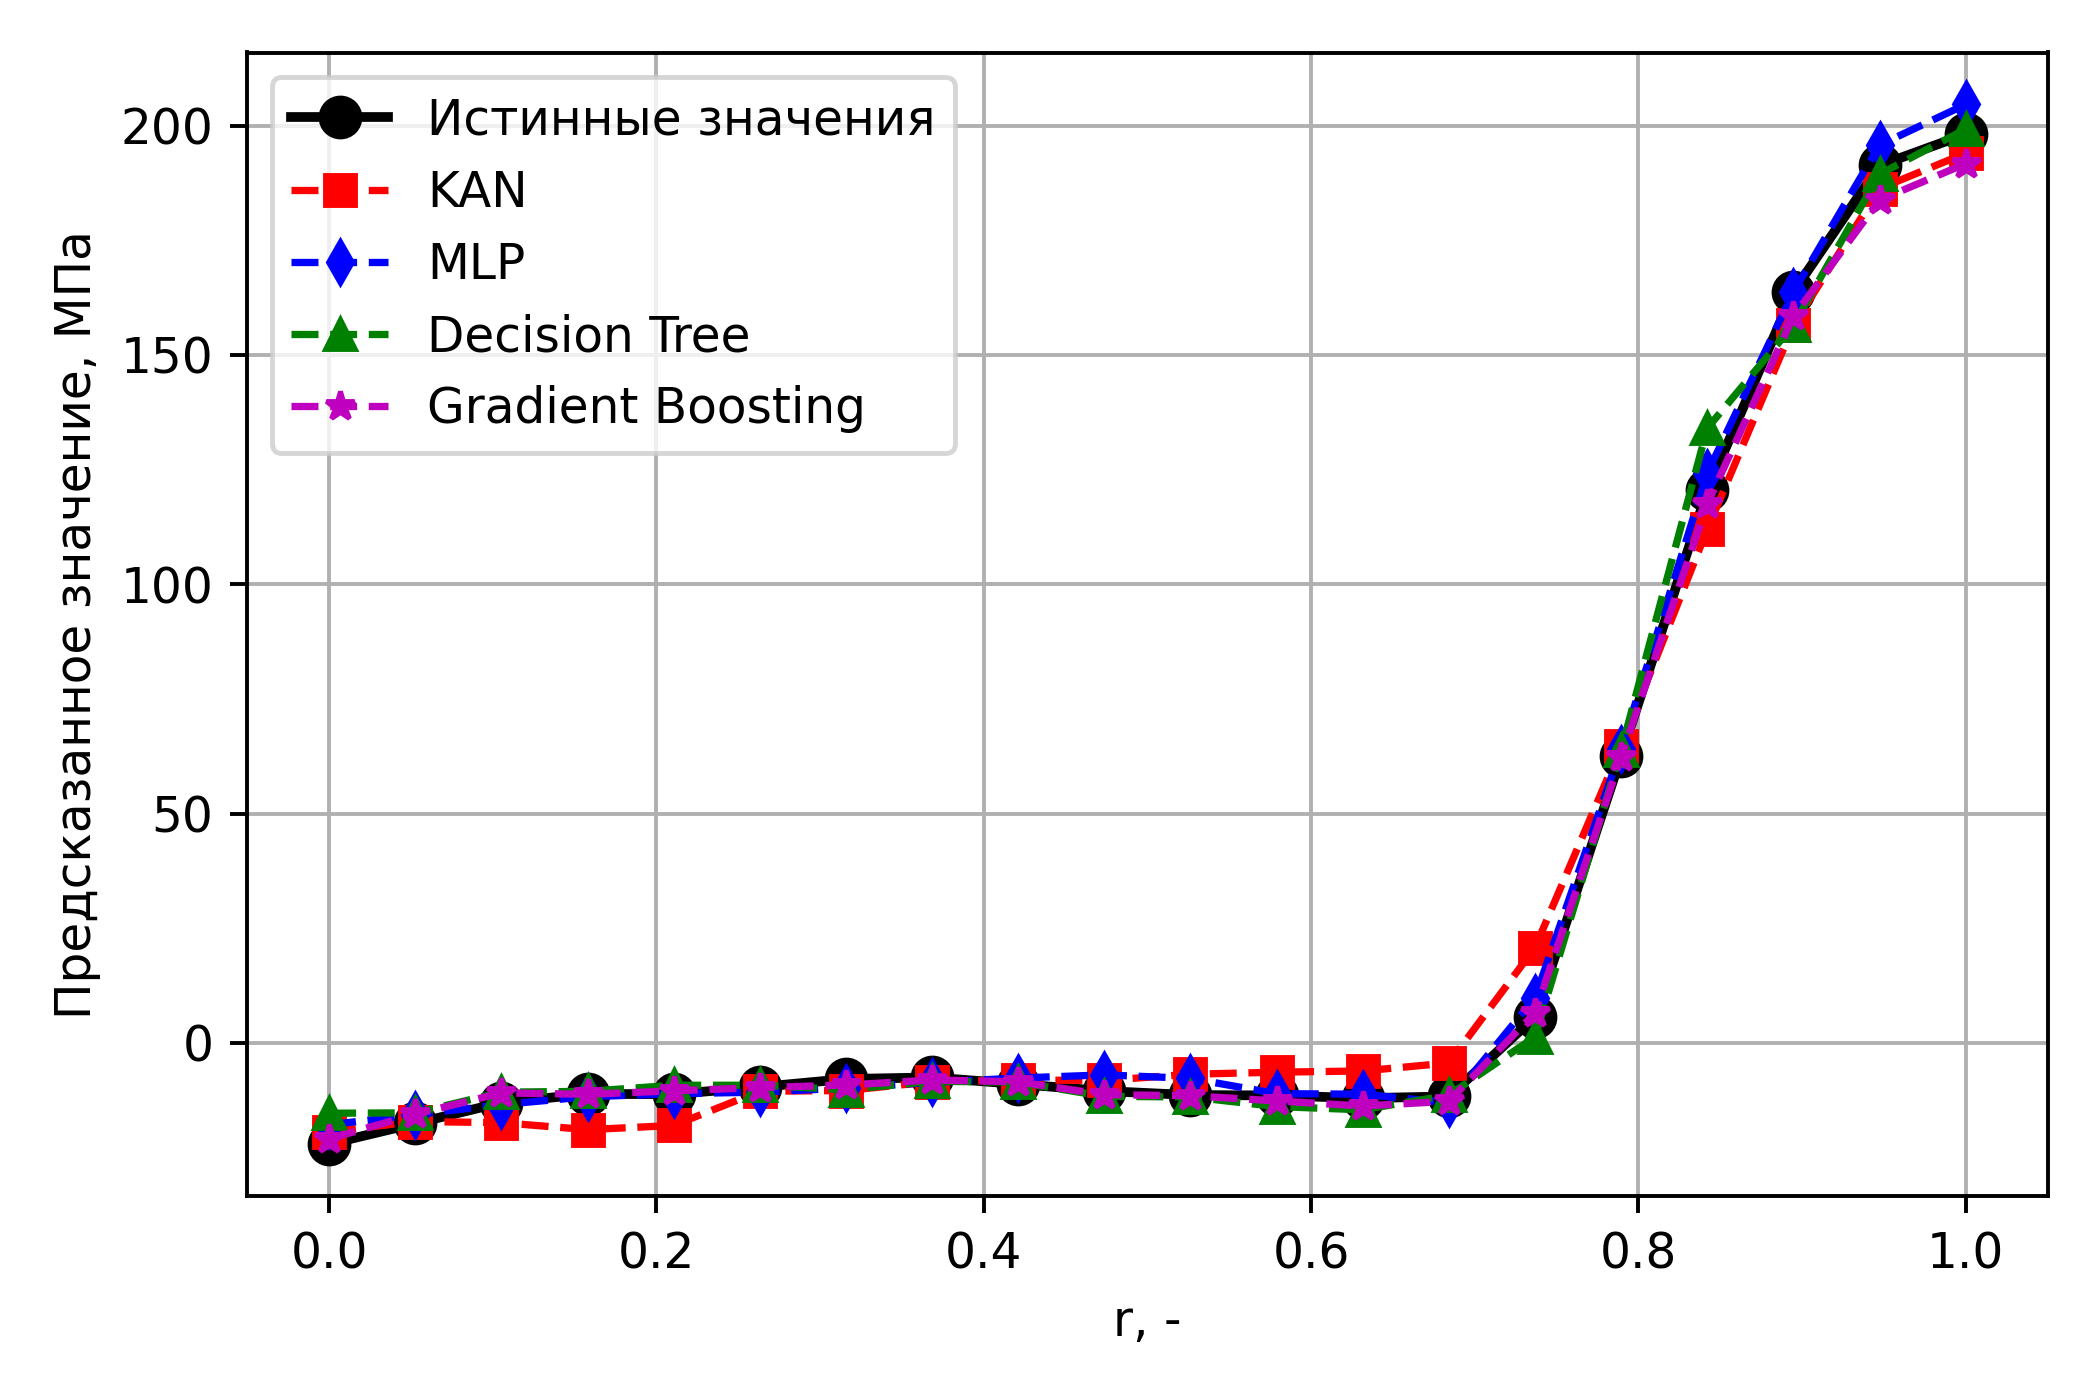 Истинные значения
KAN
MLP
Decision Tree
Gradient Boosting
Предсказанное значение, МПа
200
150
100
50
0
0.0 0.2 0.4 0.6 0.8 1.0
r, -